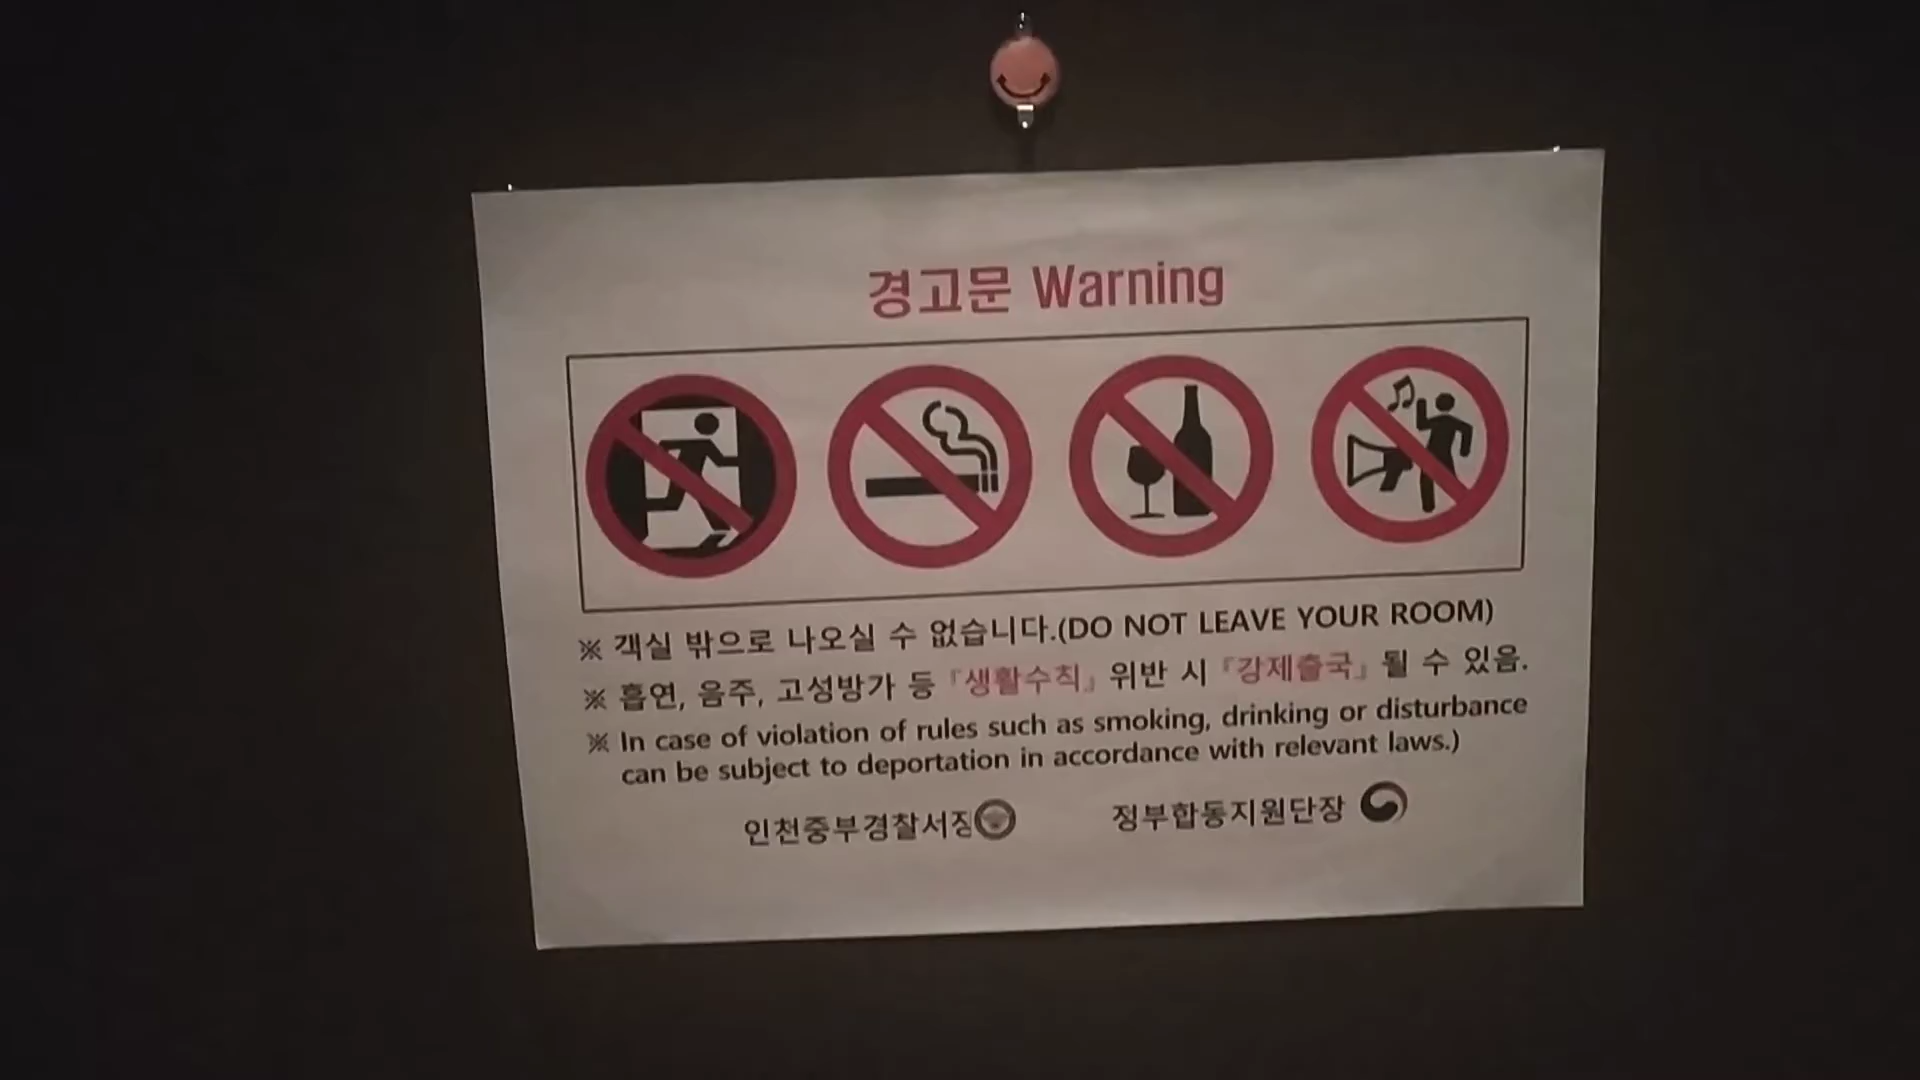 경고문 Warning
※ 객실 밖으로 나오실 수 없습니다.(DO NOT LEAVE YOUR ROOM)
※ 흡연, 음주, 고성방가 등 『생활수칙』 위반 시 『강제출국』 될 수 있음.
※ In case of violation of rules such as smoking, drinking or disturbance
can be subject to deportation in accordance with relevant laws.)
인천중부경찰서장 정부합동지원단장